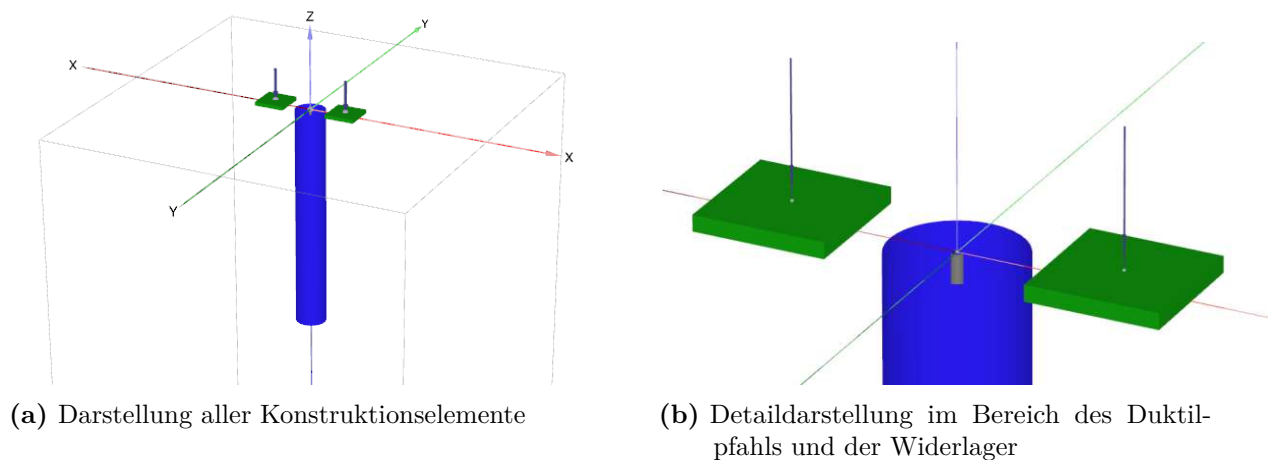 Z
Y
X
X
Y
(a) Darstellung aller Konstruktionselemente
(b) Detaildarstellung im Bereich des Duktil-
pfahls und der Widerlager